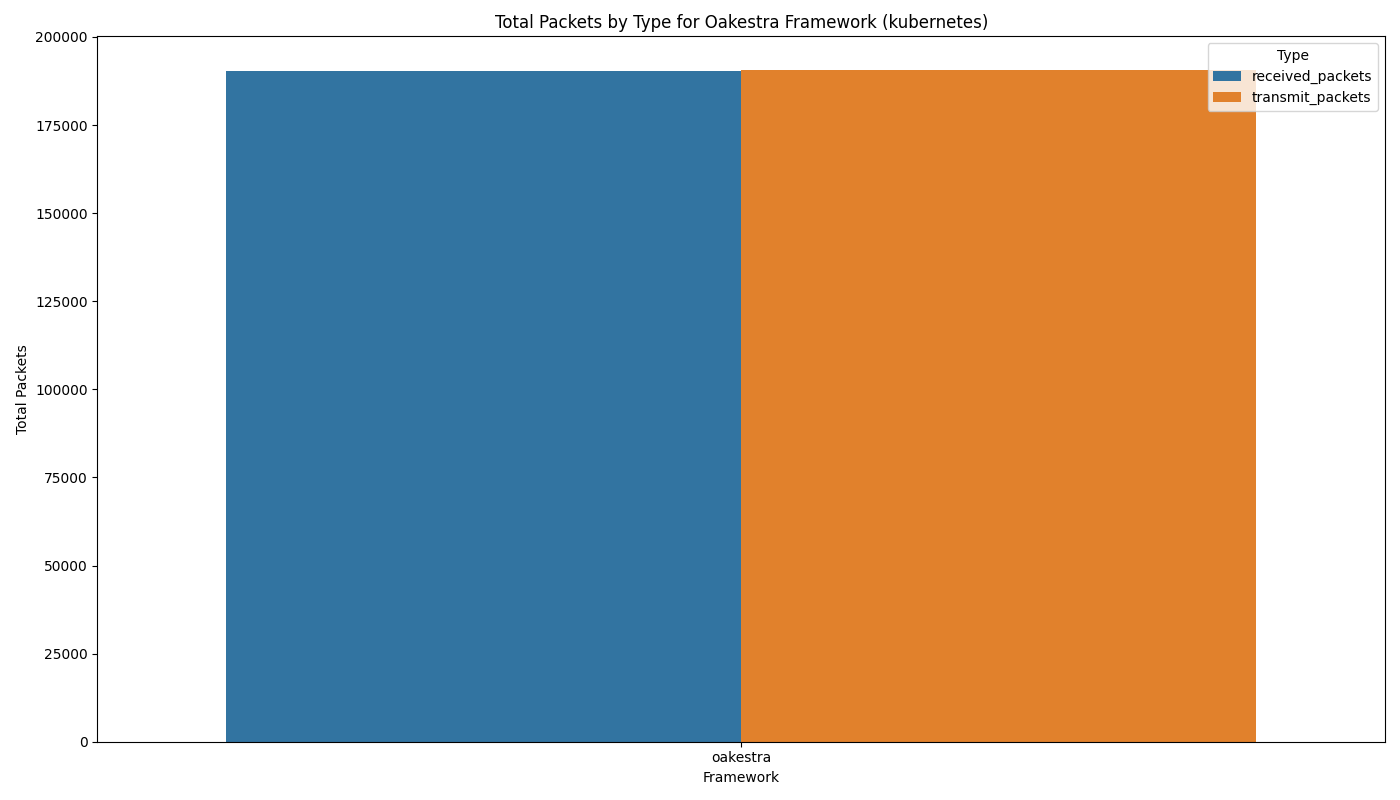 Total Packets by Type for Oakestra Framework (kubernetes)
Type
received_packets
transmit_packets
200000
175000
150000
125000
100000
75000
50000
25000
0
Total Packets
oakestra
Framework